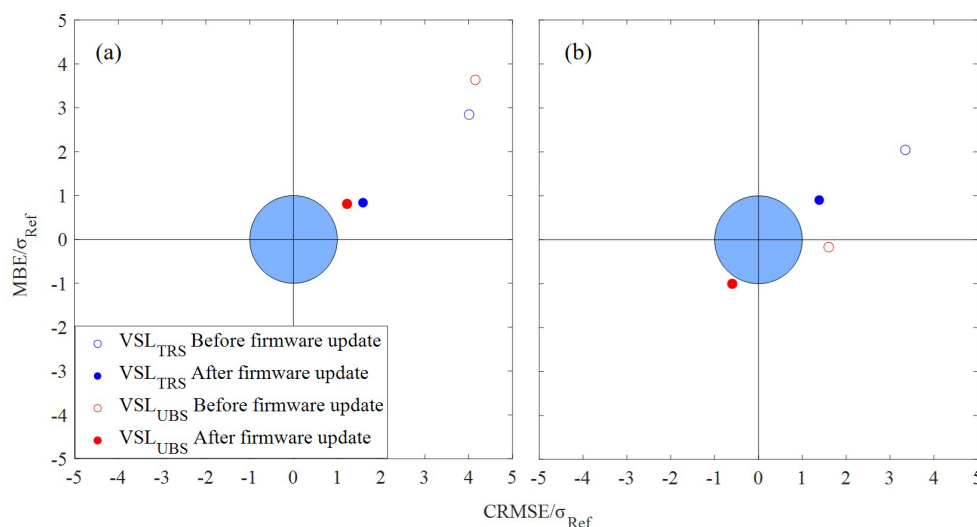 (a)
(b)
5
4
3
2
1
0
-1
-2
-3
-4
-5
MBE/σRef
VSLTRS Before firmware update
VSLTRS After firmware update
VSLUBS Before firmware update
VSLUBS After firmware update
-5 -4 -3 -2 -1 0 1 2 3 4 5
-5 -4 -3 -2 -1 0 1 2 3 4 5
CRMSE/σRef